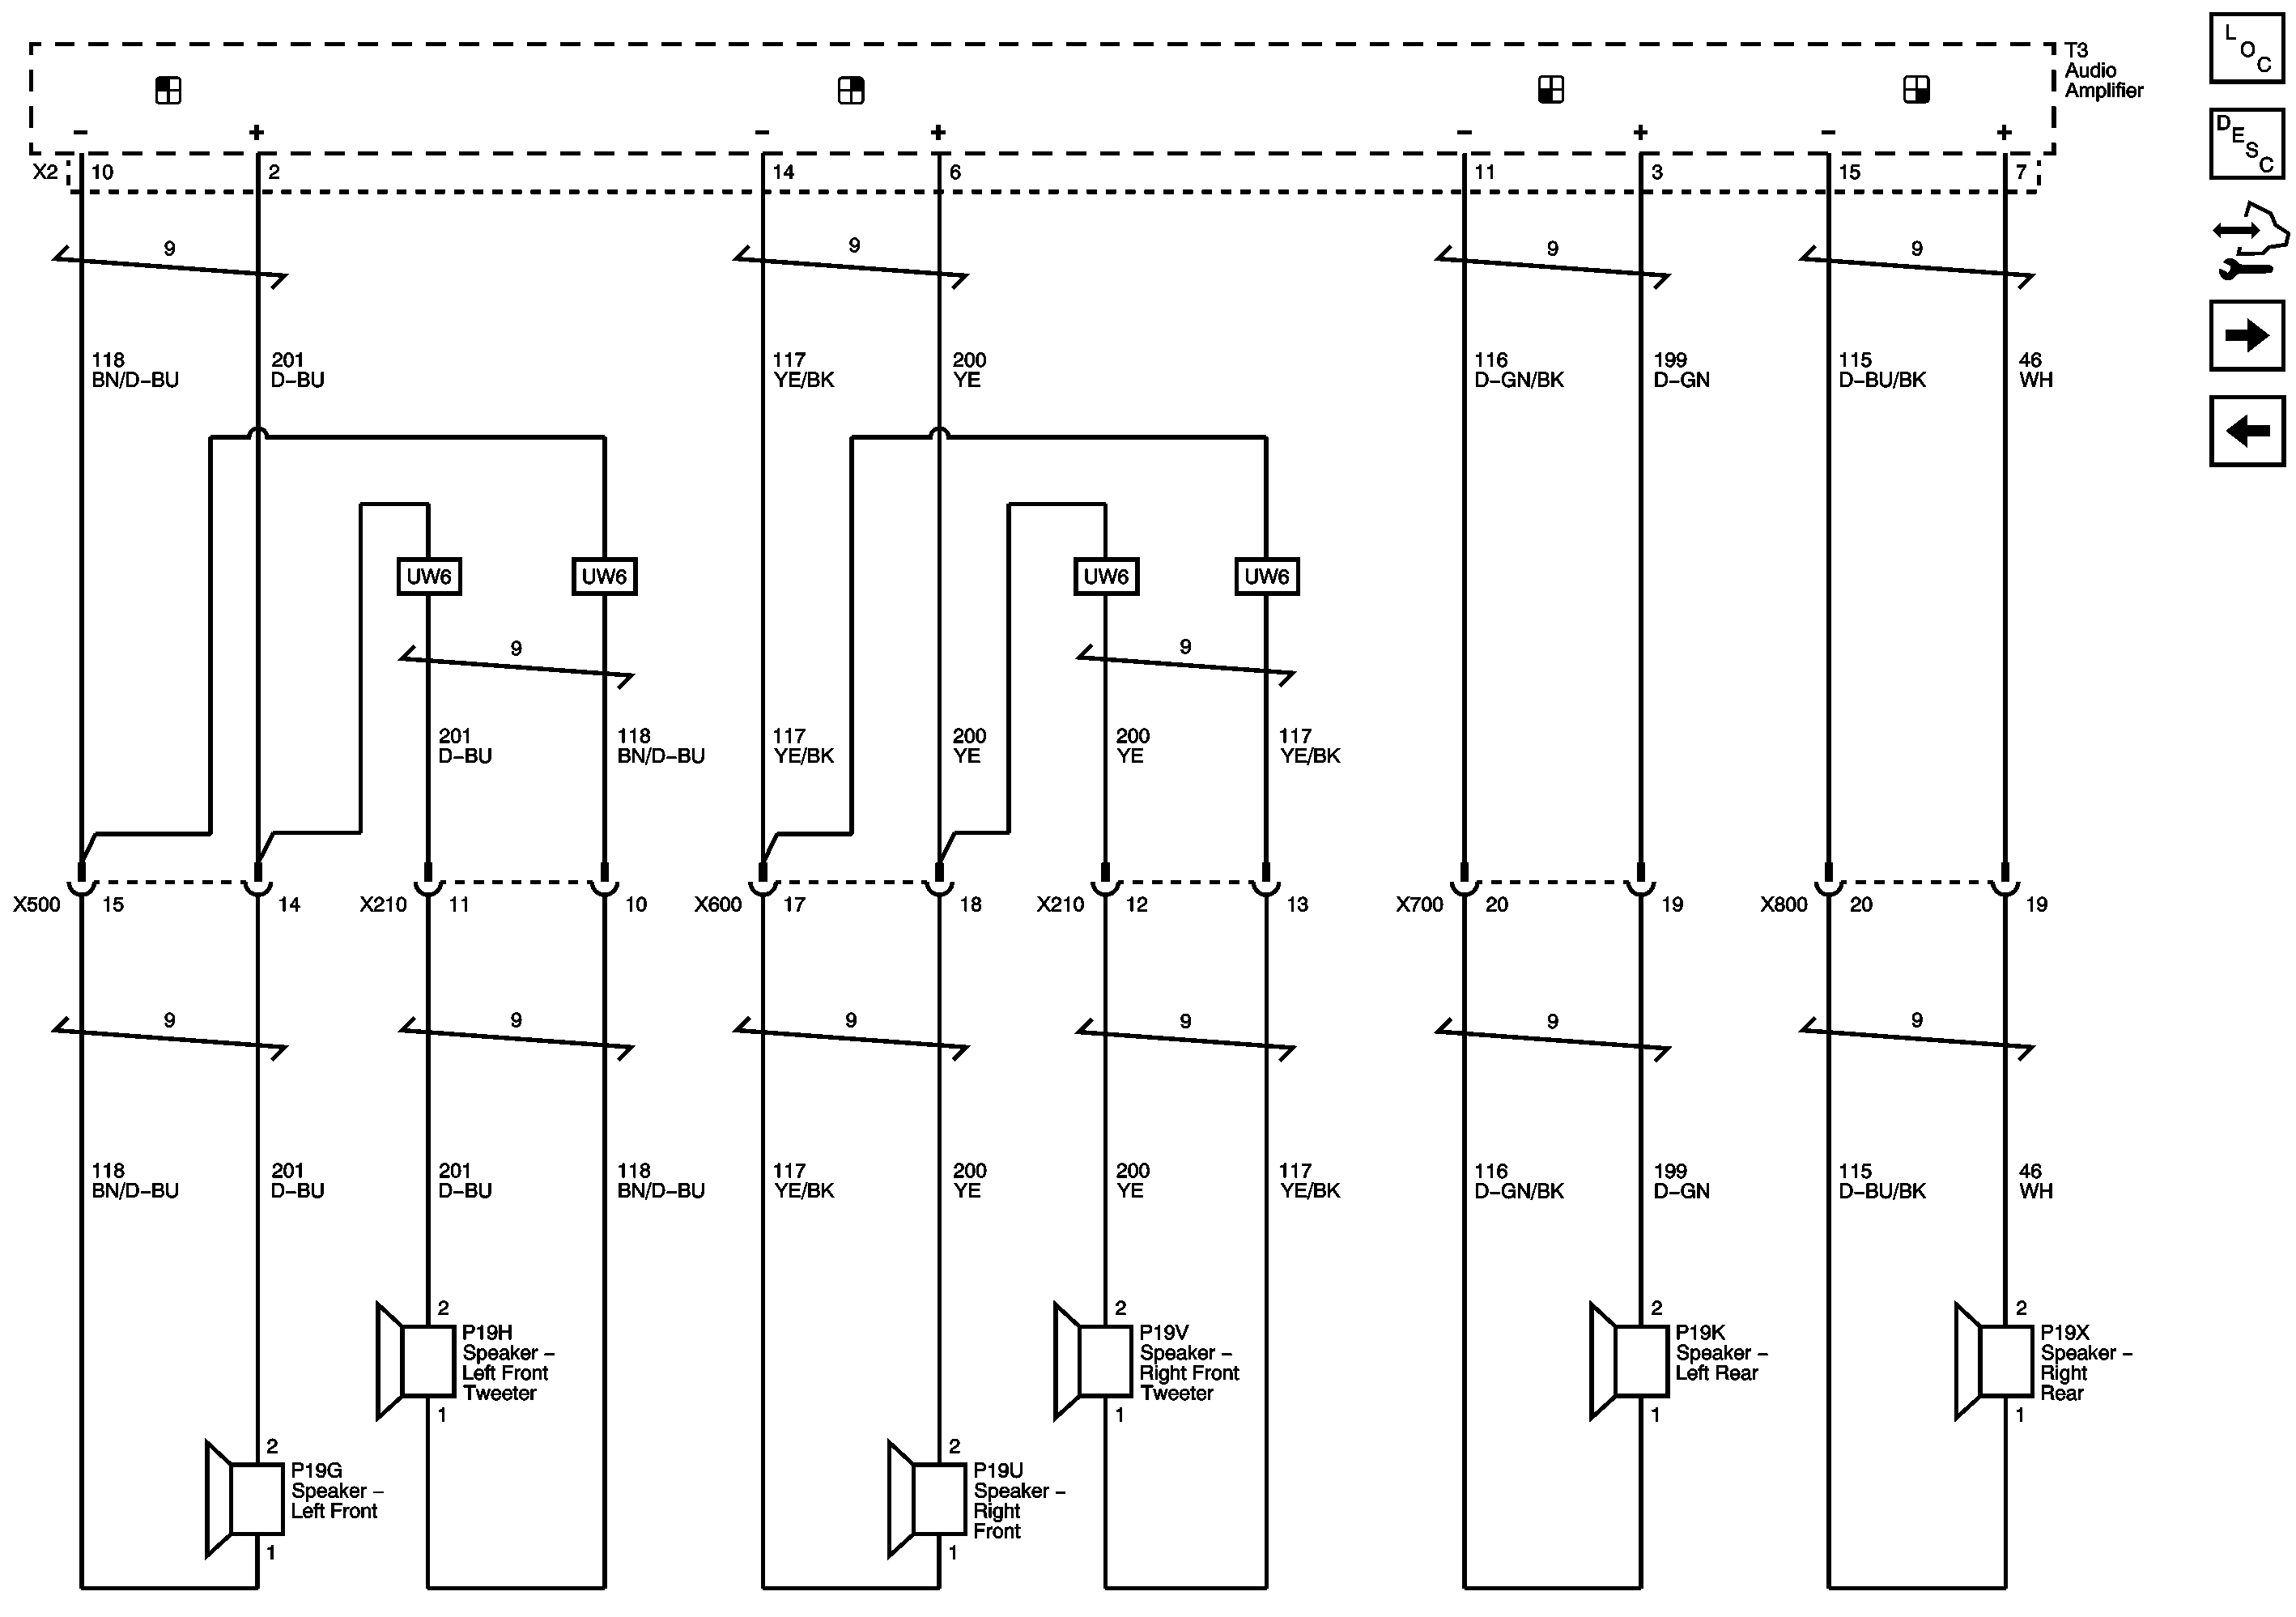 T3
Audio
Amplifier
L
O
C
D
E
S
C
− + − + − + − +
X2 10 2 14 6 11 3 15 7
9 9 9 9
118
BN/D−BU
201
D−BU
117
YE/BK
200
YE
116
D−GN/BK
199
D−GN
115
D−BU/BK
46
WH
UW6 UW6 UW6 UW6
9 9
201
D−BU
118
BN/D−BU
117
YE/BK
200
YE
200
YE
117
YE/BK
X500 15 14 X210 11 10 X600 17 18 X210 12 13 X700 20 19 X800 20 19
9 9 9 9 9 9
118
BN/D−BU
201
D−BU
201
D−BU
118
BN/D−BU
117
YE/BK
200
YE
200
YE
117
YE/BK
116
D−GN/BK
199
D−GN
115
D−BU/BK
46
WH
2
P19H
Speaker −
Left Front
Tweeter
1
2
P19V
Speaker −
Right Front
Tweeter
1
2
P19K
Speaker −
Left Rear
1
2
P19X
Speaker −
Right
Rear
1
2
P19G
Speaker −
Left Front
1
2
P19U
Speaker −
Right
Front
1